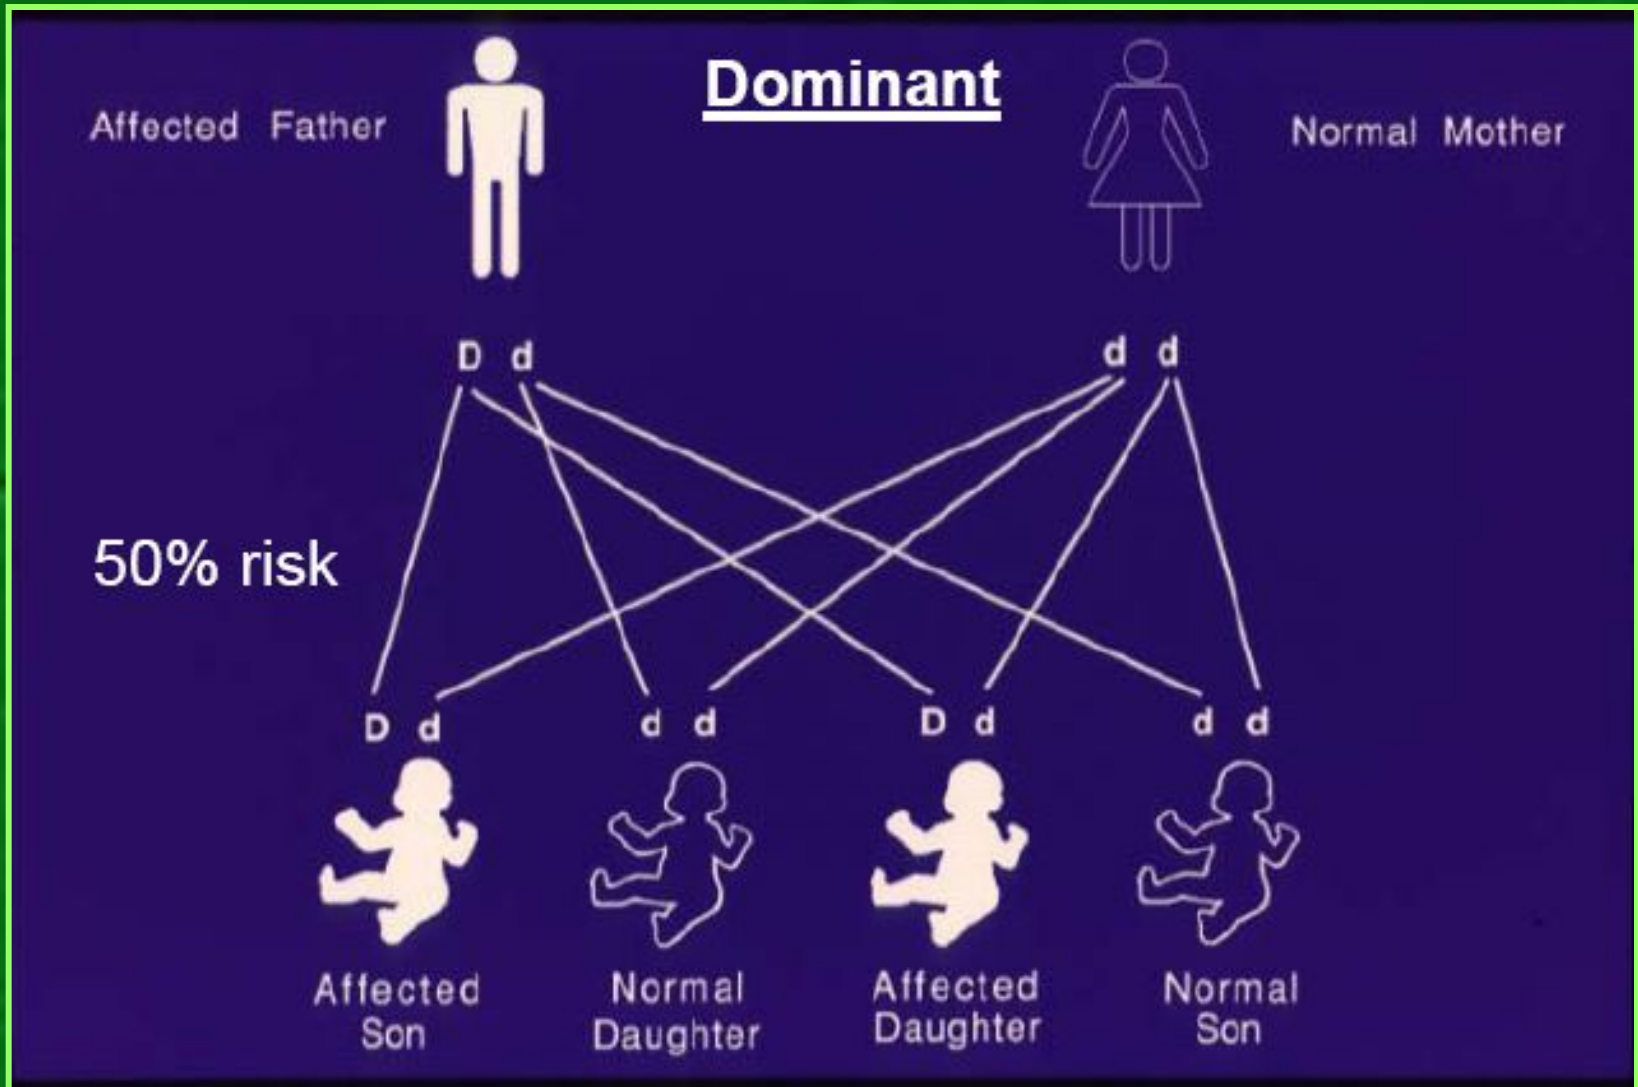 Dominant
Affected Father
Normal Mother
D d
d d
50% risk
D d
d d
D d
d d
Affected
Son
Normal
Daughter
Affected
Daughter
Normal
Son